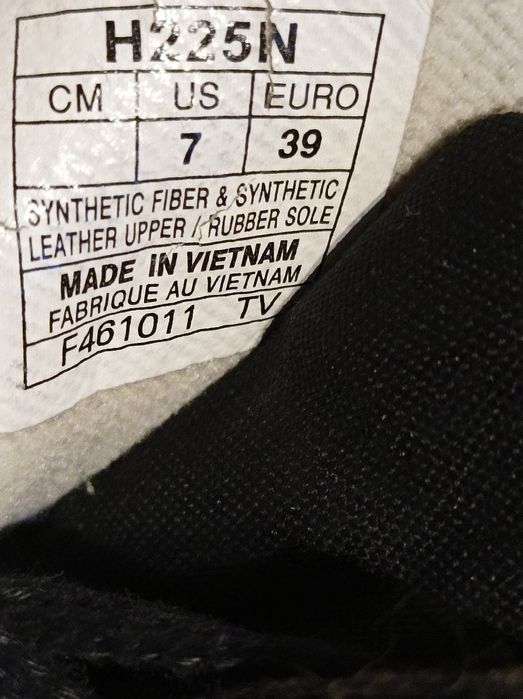 H225N
CM US EURO
7 39
SYNTHETIC FIBER & SYNTHETIC
LEATHER UPPER / RUBBER SOLE
MADE IN VIETNAM
FABRIQUE AU VIETNAM
F461011 TV